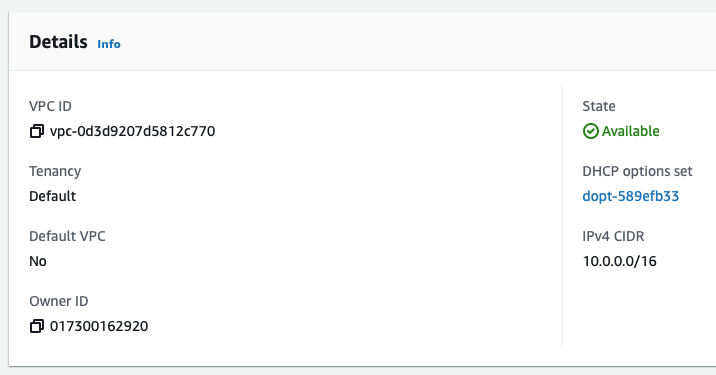 Details Info
VPC ID
vpc-0d3d9207d5812c770
Tenancy
Default
Default VPC
No
Owner ID
017300162920
State
Available
DHCP options set
dopt-589efb33
IPv4 CIDR
10.0.0.0/16